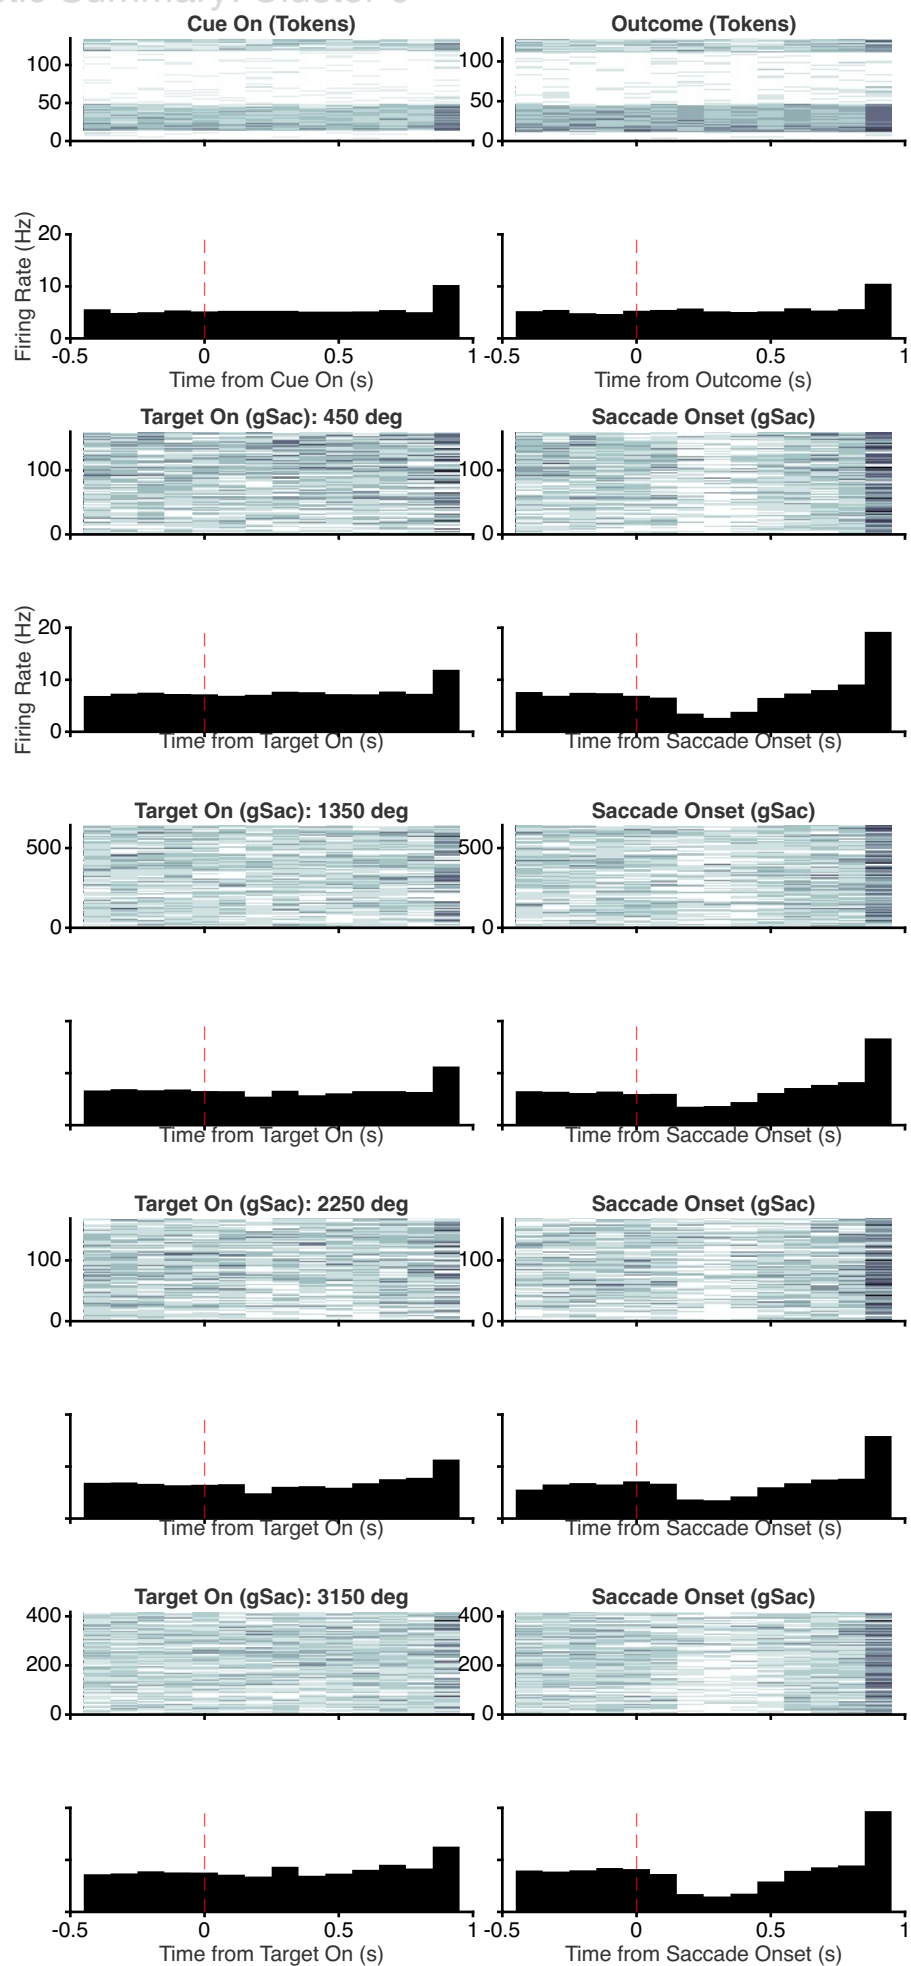 Summary: Cluster
Cue On (Tokens) Outcome (Tokens)
100 100
50 50
0 0
Firing Rate (Hz)
20
10
0
-0.5 0 0.5 1 -0.5 0 0.5 1
Time from Cue On (s) Time from Outcome (s)
Target On (gSac): 450 deg Saccade Onset (gSac)
100 100
0 0
Firing Rate (Hz)
20
10
0
Time from Target On (s) Time from Saccade Onset (s)
Target On (gSac): 1350 deg Saccade Onset (gSac)
500 500
0 0
Time from Target On (s) Time from Saccade Onset (s)
Target On (gSac): 2250 deg Saccade Onset (gSac)
100 100
0 0
Time from Target On (s) Time from Saccade Onset (s)
Target On (gSac): 3150 deg Saccade Onset (gSac)
400 400
200 200
0 0
-0.5 0 0.5 1 -0.5 0 0.5 1
Time from Target On (s) Time from Saccade Onset (s)